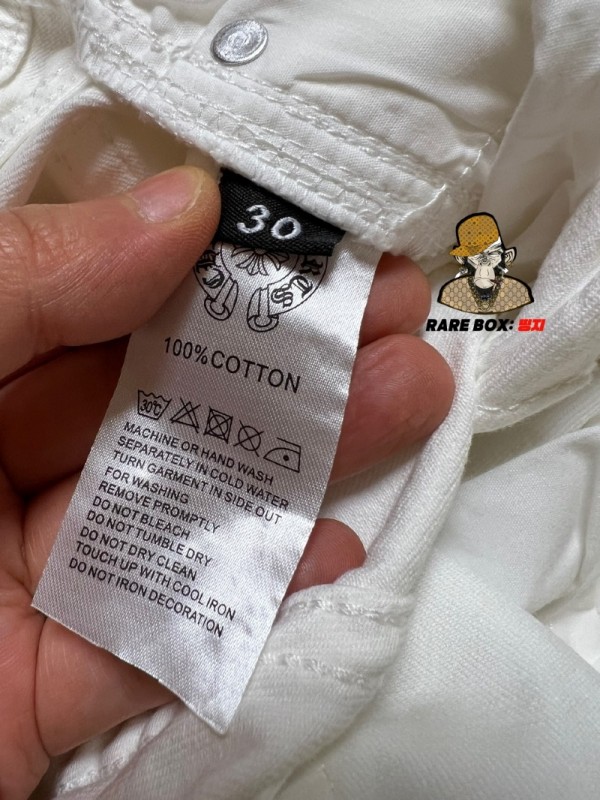 30
100% COTTON
30℃
MACHINE OR HAND WASH
SEPARATELY IN COLD WATER
TURN GARMENT IN SIDE OUT
FOR WASHING
REMOVE PROMPTLY
DO NOT BLEACH
DO NOT TUMBLE DRY
DO NOT DRY CLEAN
TOUCH UP WITH COOL IRON
DO NOT IRON DECORATION
RARE BOX: 띵지